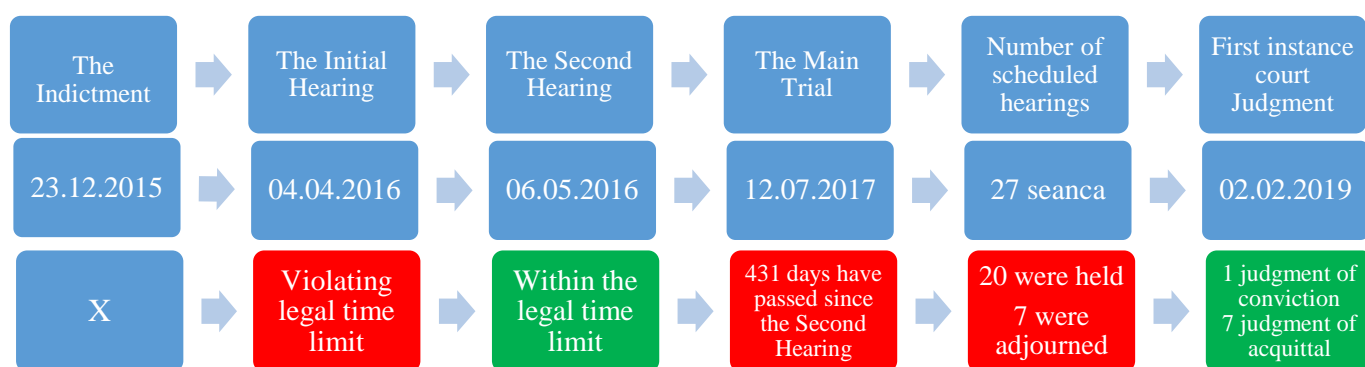 The
Indictment
The Initial
Hearing
The Second
Hearing
The Main
Trial
Number of
scheduled
hearings
First instance
court
Judgment
23.12.2015
04.04.2016
06.05.2016
12.07.2017
27 seanca
02.02.2019
X
Violating
legal time
limit
Within the
legal time
limit
431 days have
passed since
the Second
Hearing
20 were held
7 were
adjourned
1 judgment of
conviction
7 judgment of
acquittal